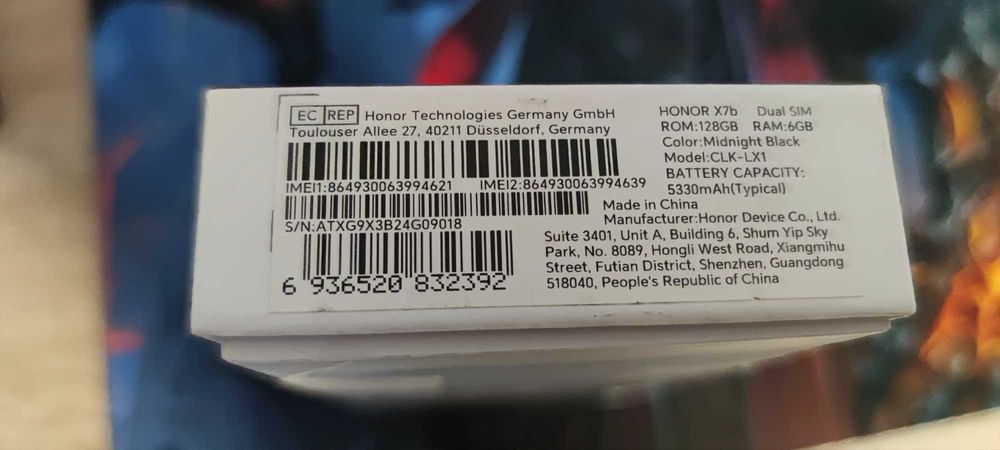 EC REP Honor Technologies Germany GmbH
Toulouser Allee 27, 40211 Düsseldorf, Germany
IMEI1:864930063994621 IMEI2:864930063994639
S/N:ATXG9X3B24G09018
6 936520 832392
HONOR X7b Dual SIM
ROM:128GB RAM:6GB
Color:Midnight Black
Model:CLK-LX1
BATTERY CAPACITY:
5330mAh(Typical)
Made in China
Manufacturer:Honor Device Co., Ltd.
Suite 3401, Unit A, Building 6, Shum Yip Sky
Park, No. 8089, Hongli West Road, Xiangmihu
Street, Futian District, Shenzhen, Guangdong
518040, People's Republic of China